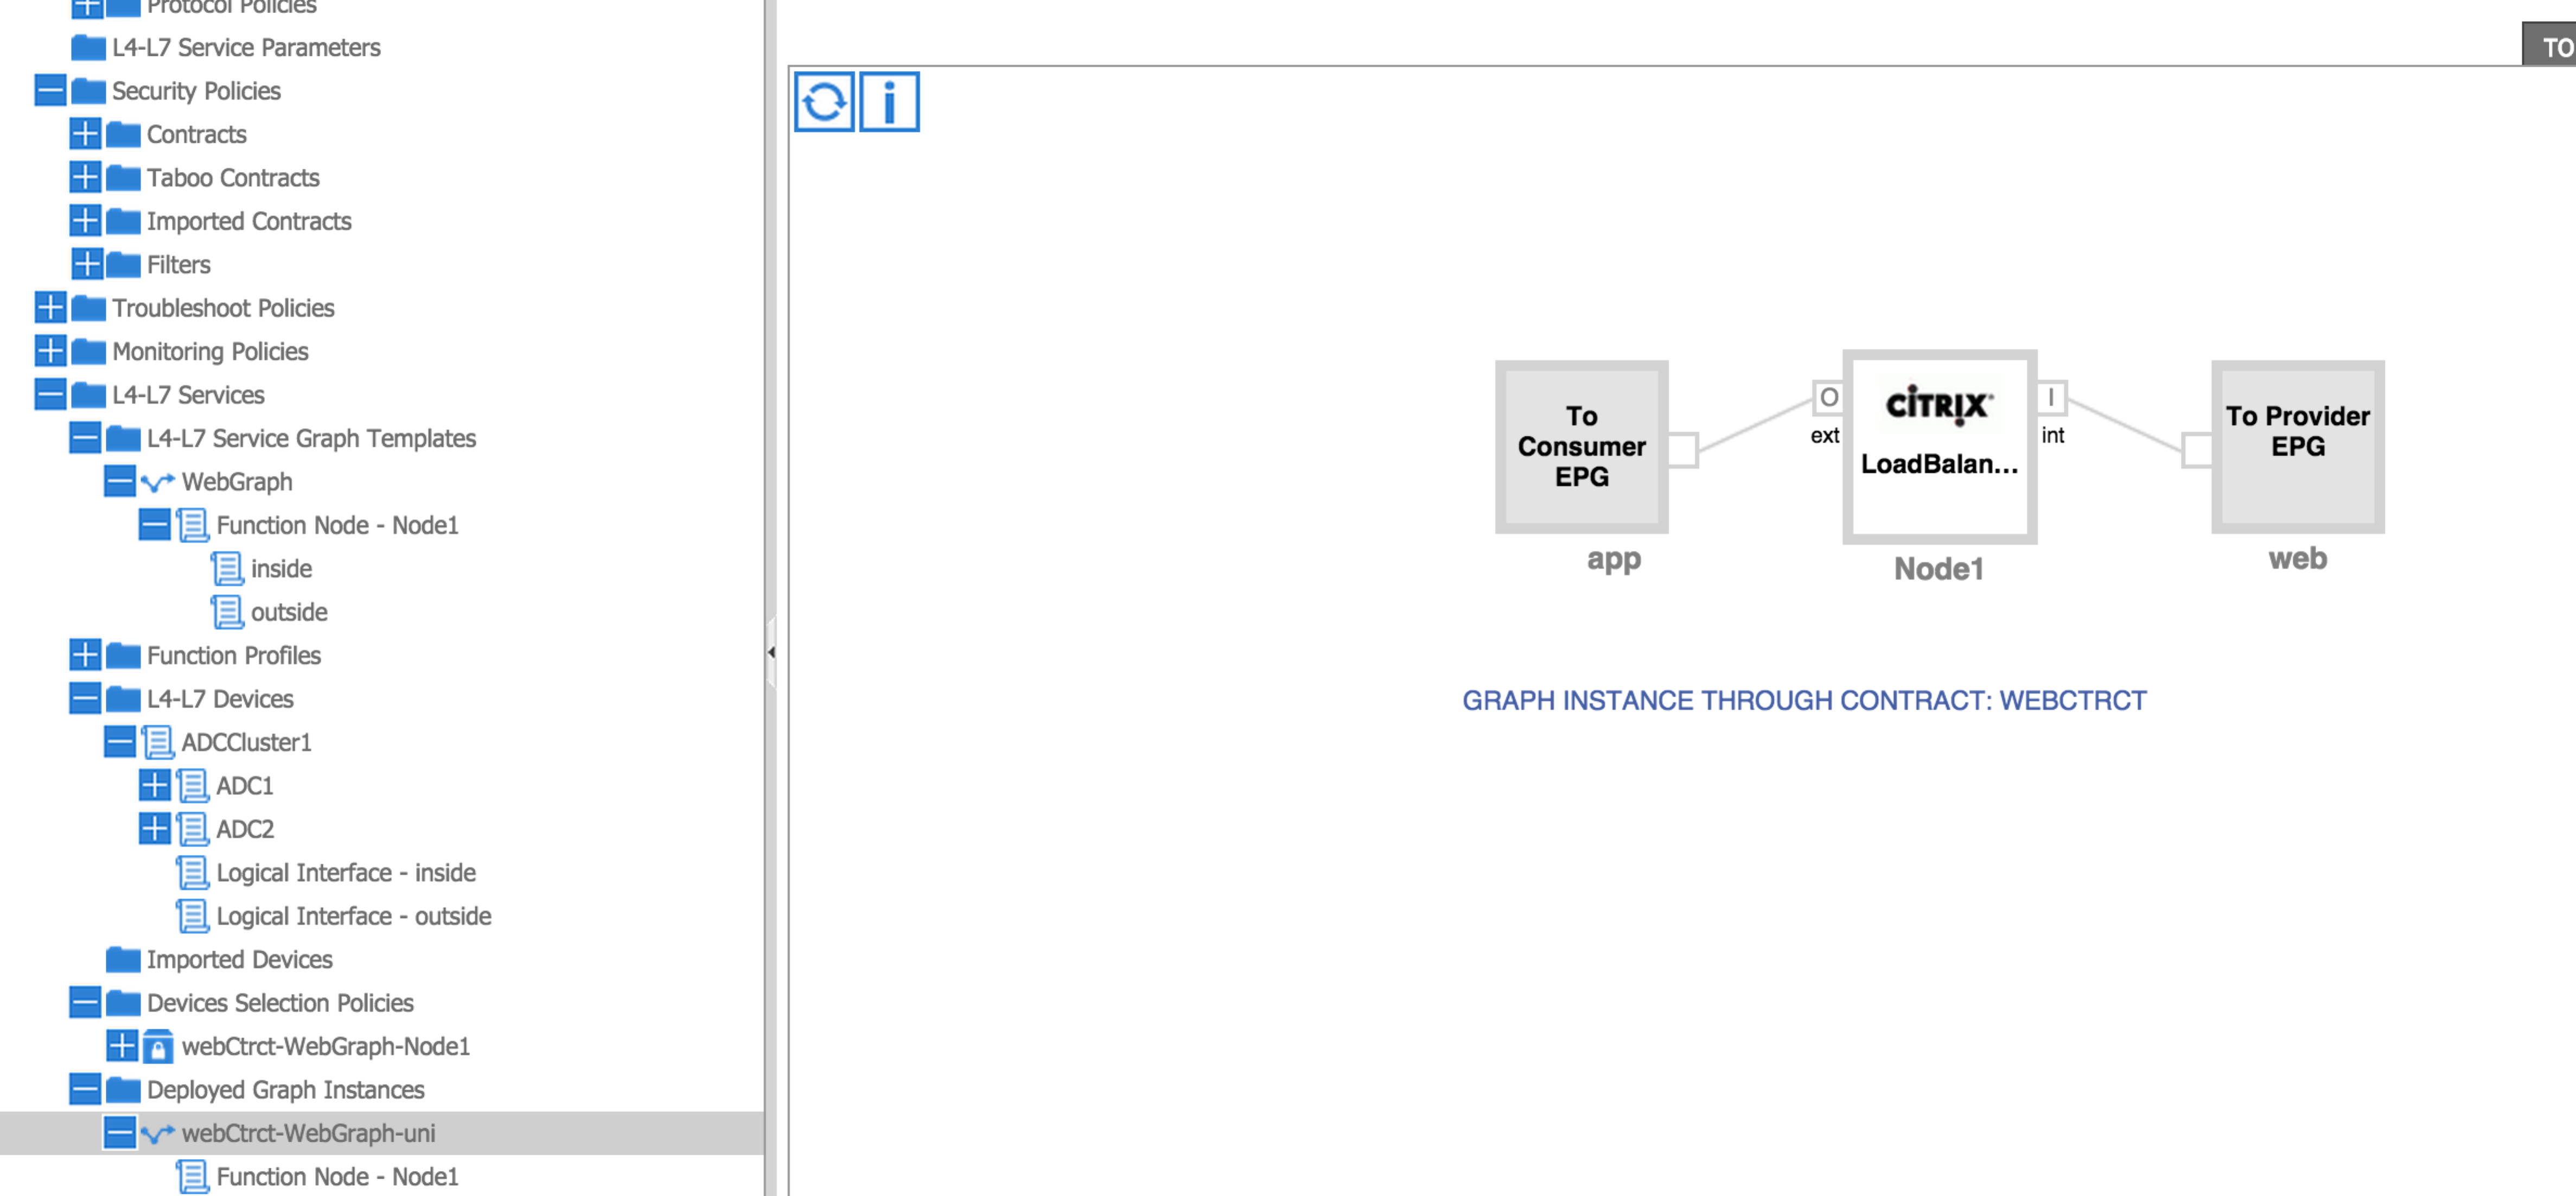 Protocol Policies
L4-L7 Service Parameters
Security Policies
Contracts
Taboo Contracts
Imported Contracts
Filters
Troubleshoot Policies
Monitoring Policies
L4-L7 Services
L4-L7 Service Graph Templates
WebGraph
Function Node - Node1
inside
outside
Function Profiles
L4-L7 Devices
ADCCluster1
ADC1
ADC2
Logical Interface - inside
Logical Interface - outside
Imported Devices
Devices Selection Policies
webCtrct-WebGraph-Node1
Deployed Graph Instances
webCtrct-WebGraph-uni
Function Node - Node1
TO
i
To
Consumer
EPG
app
O
ext
CİTRIX
LoadBalan...
Node1
I
int
To Provider
EPG
web
GRAPH INSTANCE THROUGH CONTRACT: WEBCTRCT